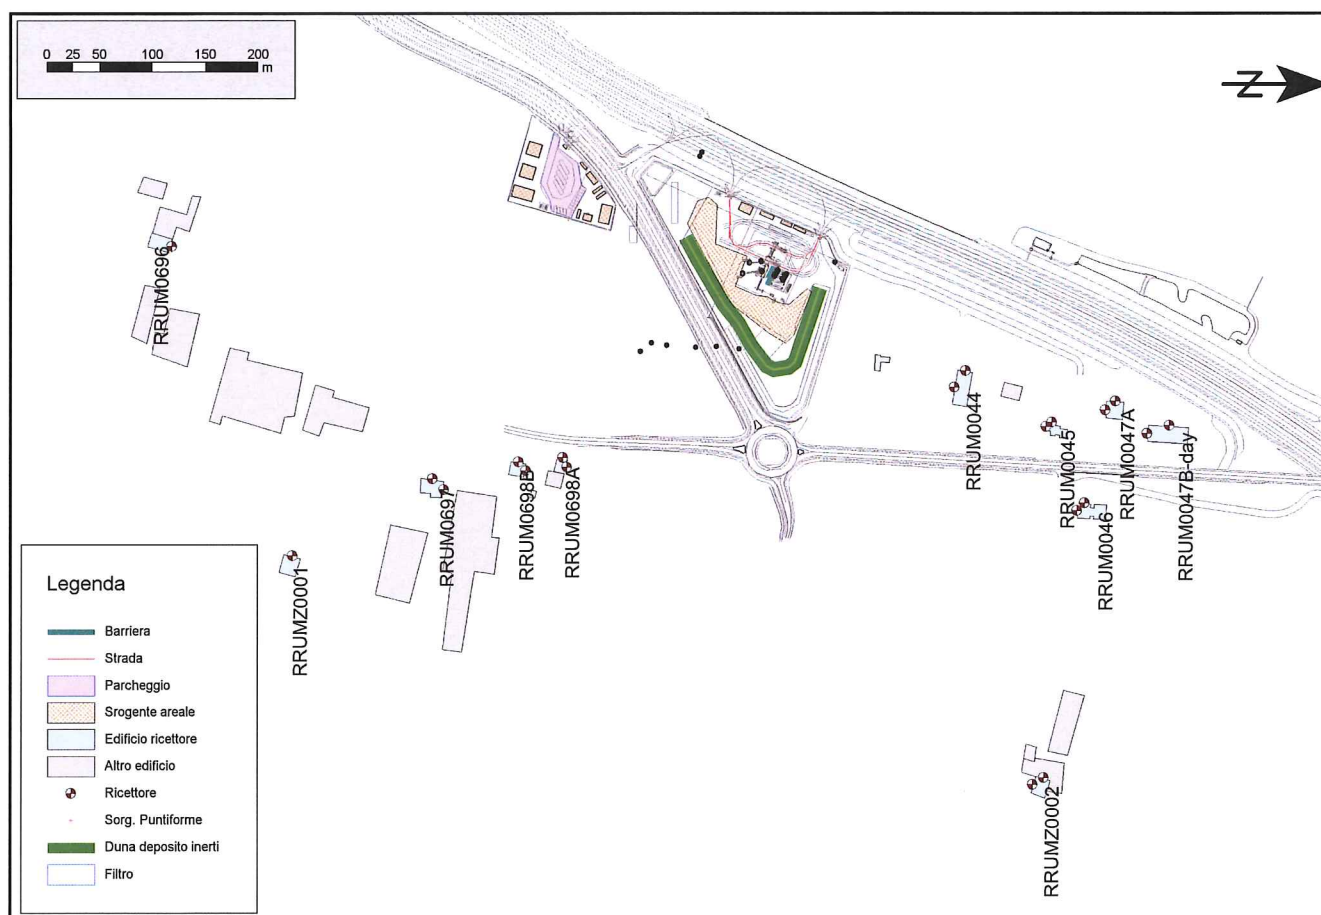 0 25 50 100 150 200
m
Z
RRUM0696
RRUM0044
RRUM0045
RRUM0047A
RRUM0047B-day
RRUM0046
RRUM0697
RRUM0698B
RRUM0698A
RRUMZ0001
RRUMZ0002
Legenda
Barriera
Strada
Parcheggio
Srogente areale
Edificio ricettore
Altro edificio
Ricettore
Sorg. Puntiforme
Duna deposito inerti
Filtro